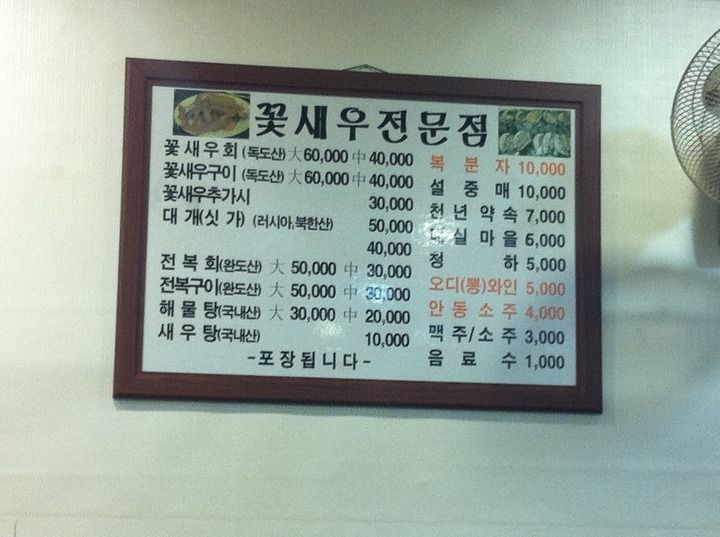 꽃새우전문점
꽃새우회 (독도산) 大 60,000 中 40,000
꽃새우구이 (독도산) 大 60,000 中 40,000
꽃새우추가시 30,000
대 개(싯 가) (러시아,북한산) 50,000
40,000
전 복 회(완도산) 大 50,000 中 30,000
전복구이(완도산) 大 50,000 中 30,000
해 물 탕(국내산) 大 30,000 中 20,000
새 우 탕(국내산) 10,000
-포장됩니다-
복 분 자 10,000
설 중 매 10,000
천 년 약 속 7,000
매실마을 6,000
정 하 5,000
오디(뽕)와인 5,000
안 동 소 주 4,000
맥 주/소 주 3,000
음 료 수 1,000